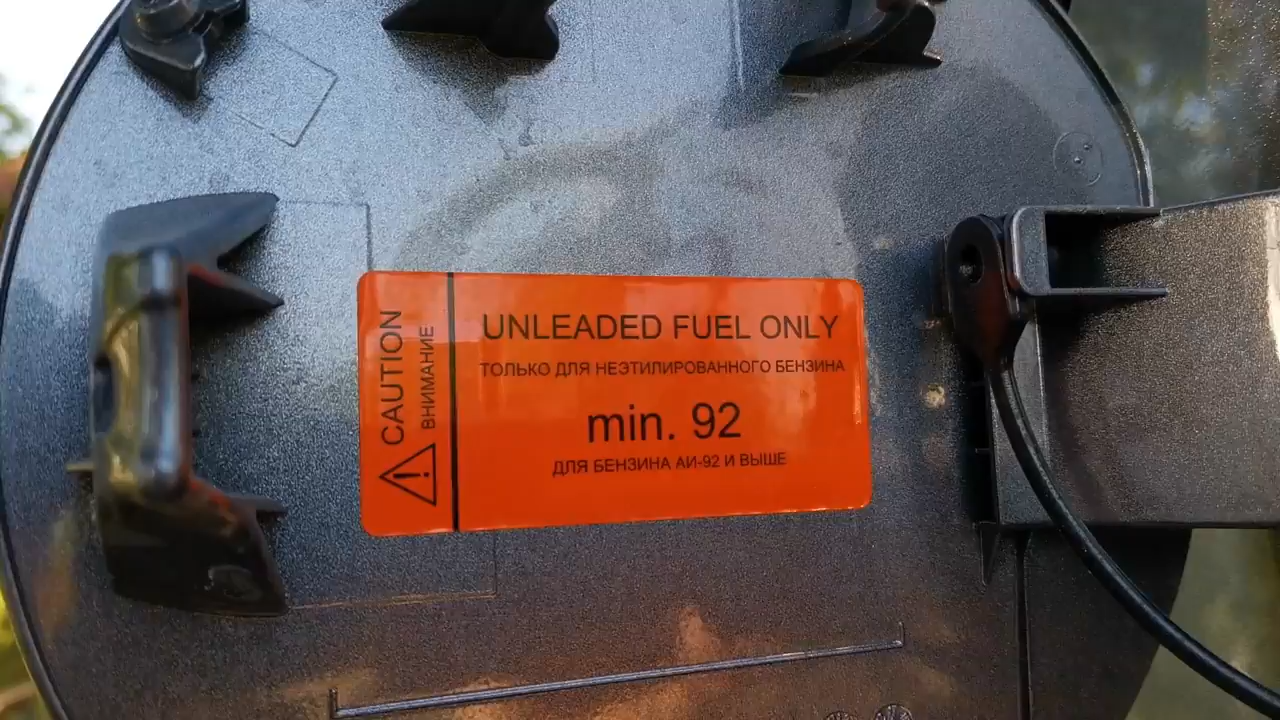 CAUTION
ВНИМАНИЕ
UNLEADED FUEL ONLY
ТОЛЬКО ДЛЯ НЕЭТИЛИРОВАННОГО БЕНЗИНА
min. 92
ДЛЯ БЕНЗИНА АИ-92 И ВЫШЕ